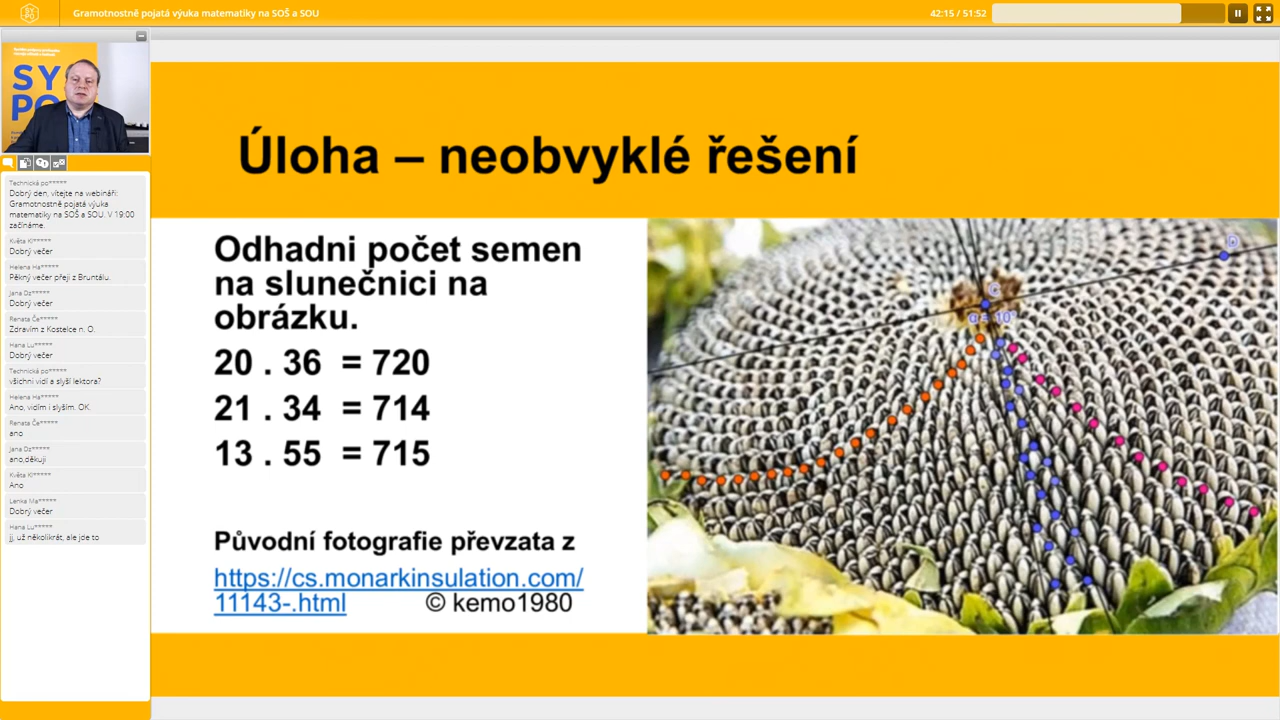 Gramotnostně pojatá výuka matematiky na SOŠ a SOU
42:15 / 51:52
SY
PO
Technická po*****
Dobrý den, vítejte na webináři:
Gramotnostně pojatá výuka
matematiky na SOŠ a SOU. V 19:00
začínáme.
Květa Kl*****
Dobrý večer
Helena Ha*****
Pěkný večer přeji z Bruntálu.
Jana Dz*****
Dobrý večer
Renata Če*****
Zdravím z Kostelce n. O.
Hana Lu*****
Dobrý večer
Technická po*****
všichni vidí a slyší lektora?
Helena Ha*****
Ano, vidím i slyším. OK.
Renata Če*****
ano
Jana Dz*****
ano,děkuji
Květa Kl*****
Ano
Lenka Ma*****
Dobrý večer
Hana Lu*****
jj, už několikrát, ale jde to
Úloha – neobvyklé řešení
Odhadni počet semen
na slunečnici na
obrázku.
20 . 36 = 720
21 . 34 = 714
13 . 55 = 715
Původní fotografie převzata z
https://cs.monarkinsulation.com/
11143-.html © kemo1980
D
C
α = 10°